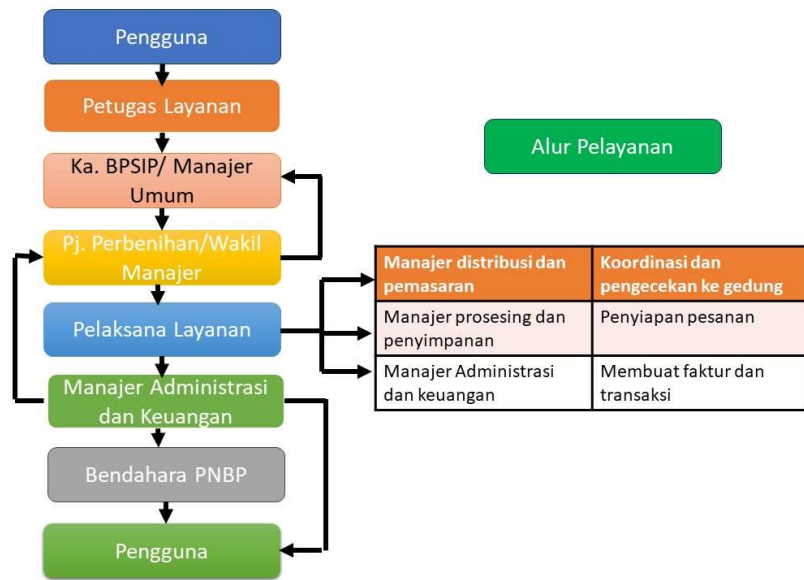 Pengguna
Petugas Layanan
Alur Pelayanan
Ka. BPSIP/ Manajer
Umum
Pj. Perbenihan/Wakil
Manajer
Pelaksana Layanan
Manajer Administrasi
dan Keuangan
Bendahara PNBP
Pengguna
Manajer distribusi dan
pemasaran
Koordinasi dan
pengecekan ke gedung
Manajer prosesing dan
penyimpanan
Penyiapan pesanan
Manajer Administrasi
dan keuangan
Membuat faktur dan
transaksi